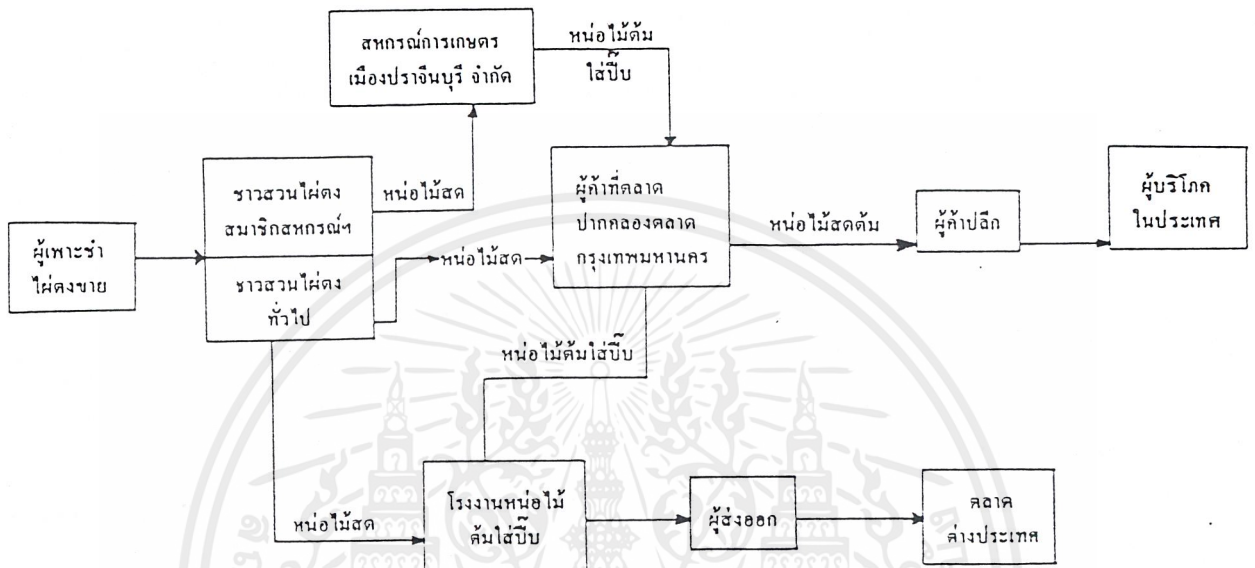 สหกรณ์การเกษตร
เมืองปราจีนบุรี จำกัด
หน่อไม้ต้ม
ใส่ปี๊บ
ชาวสวนไผ่ตง
สมาชิกสหกรณ์ฯ
หน่อไม้สด
ผู้ค้าที่ตลาด
ปากคลองตลาด
กรุงเทพมหานคร
ผู้บริโภค
ในประเทศ
ผู้เพาะชำ
ไผ่ตงขาย
ชาวสวนไผ่ตง
ทั่วไป
หน่อไม้สด
หน่อไม้สดต้ม
ผู้ค้าปลีก
หน่อไม้ต้มใส่ปี๊บ
หน่อไม้สด
โรงงานหน่อไม้
ต้มใส่ปี๊บ
ผู้ส่งออก
ตลาด
ต่างประเทศ